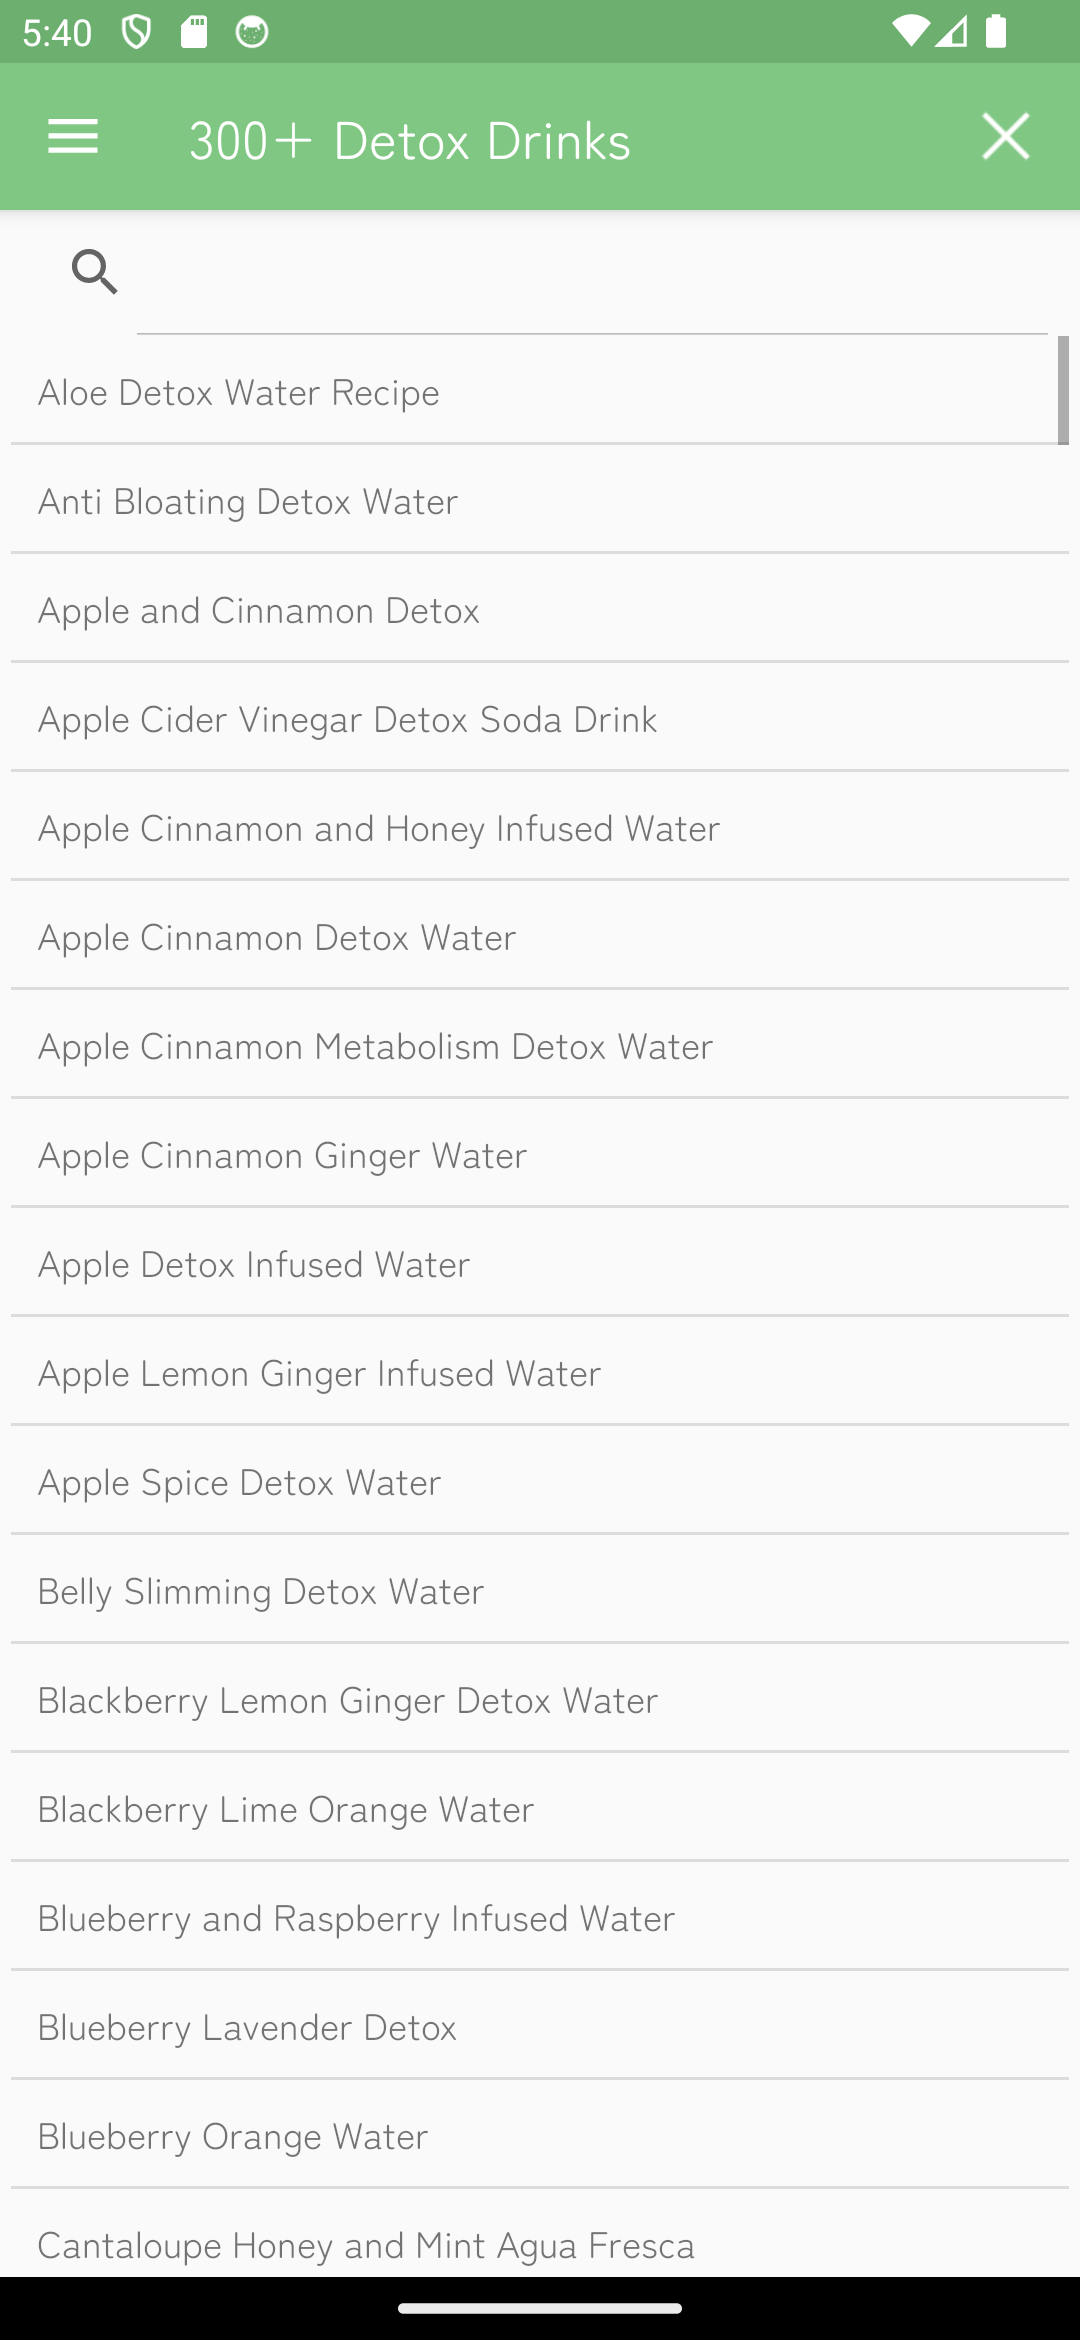 5:40
300+ Detox Drinks
Aloe Detox Water Recipe
Anti Bloating Detox Water
Apple and Cinnamon Detox
Apple Cider Vinegar Detox Soda Drink
Apple Cinnamon and Honey Infused Water
Apple Cinnamon Detox Water
Apple Cinnamon Metabolism Detox Water
Apple Cinnamon Ginger Water
Apple Detox Infused Water
Apple Lemon Ginger Infused Water
Apple Spice Detox Water
Belly Slimming Detox Water
Blackberry Lemon Ginger Detox Water
Blackberry Lime Orange Water
Blueberry and Raspberry Infused Water
Blueberry Lavender Detox
Blueberry Orange Water
Cantaloupe Honey and Mint Agua Fresca